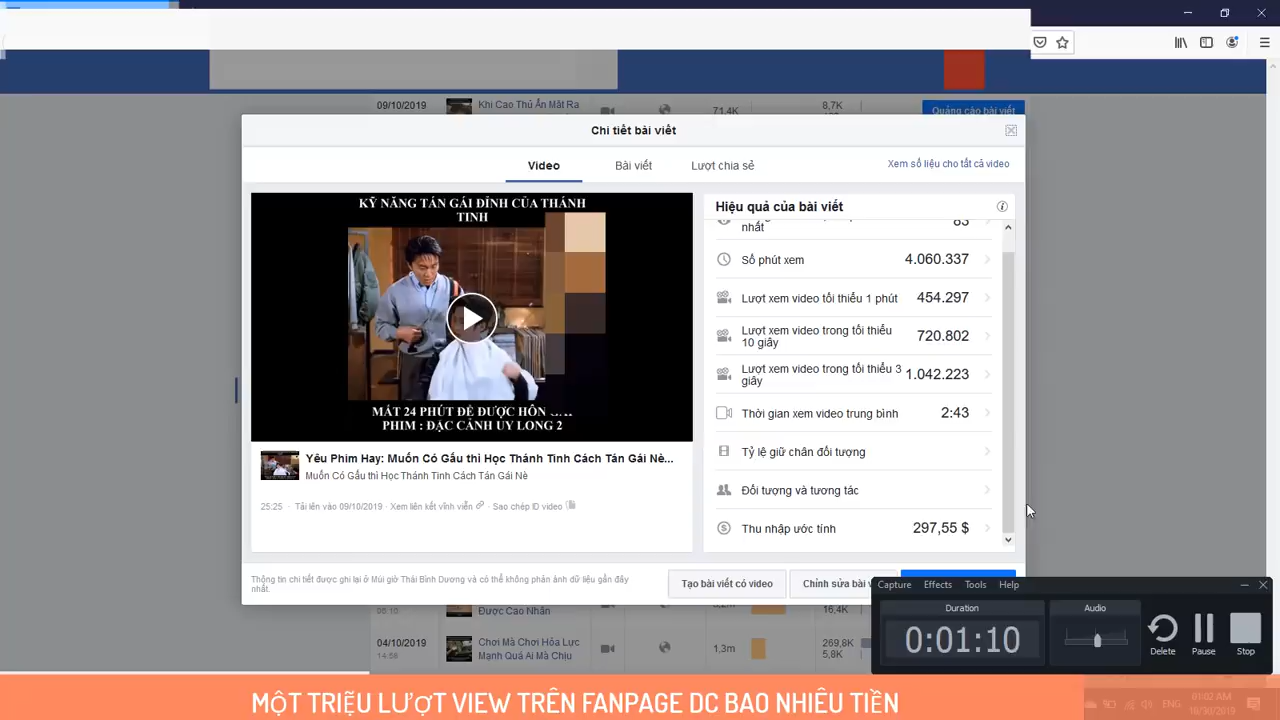 09/10/2019
Khi Cao Thủ Ẩn Mặt Ra
71,4K
8,7K
Quảng cáo bài viết
Chi tiết bài viết
Video
Bài viết
Lượt chia sẻ
Xem số liệu cho tất cả video
KỸ NĂNG TÁN GÁI ĐỈNH CỦA THÁNH
TINH
MẤT 24 PHÚT ĐỂ ĐƯỢC HÔN
PHIM : ĐẶC CẢNH UY LONG 2
Yêu Phim Hay: Muốn Có Gấu thì Học Thánh Tinh Cách Tán Gái Nè...
Muốn Có Gấu thì Học Thánh Tinh Cách Tán Gái Nè
25:25 · Tải lên vào 09/10/2019 · Xem liên kết vĩnh viễn · Sao chép ID video
Hiệu quả của bài viết
nhất
83
Số phút xem
4.060.337
Lượt xem video tối thiểu 1 phút
454.297
Lượt xem video trong tối thiểu
10 giây
720.802
Lượt xem video trong tối thiểu 3
giây
1.042.223
Thời gian xem video trung bình
2:43
Tỷ lệ giữ chân đối tượng
Đối tượng và tương tác
Thu nhập ước tính
297,55 $
Thông tin chi tiết được ghi lại ở Múi giờ Thái Bình Dương và có thể không phản ánh dữ liệu gần đây
nhất.
Tạo bài viết có video
Chỉnh sửa bài
Được Cao Nhân
16,4K
04/10/2019
14:58
Chơi Mà Chơi Hỏa Lực
Mạnh Quá Ai Mà Chịu
1,3m
269,8K
5,8K
Capture
Effects
Tools
Help
Duration
0:01:10
Audio
Delete
Pause
Stop
MỘT TRIỆU LƯỢT VIEW TRÊN FANPAGE DC BAO NHIÊU TIỀN
ENG
01:02 AM
10/30/2019